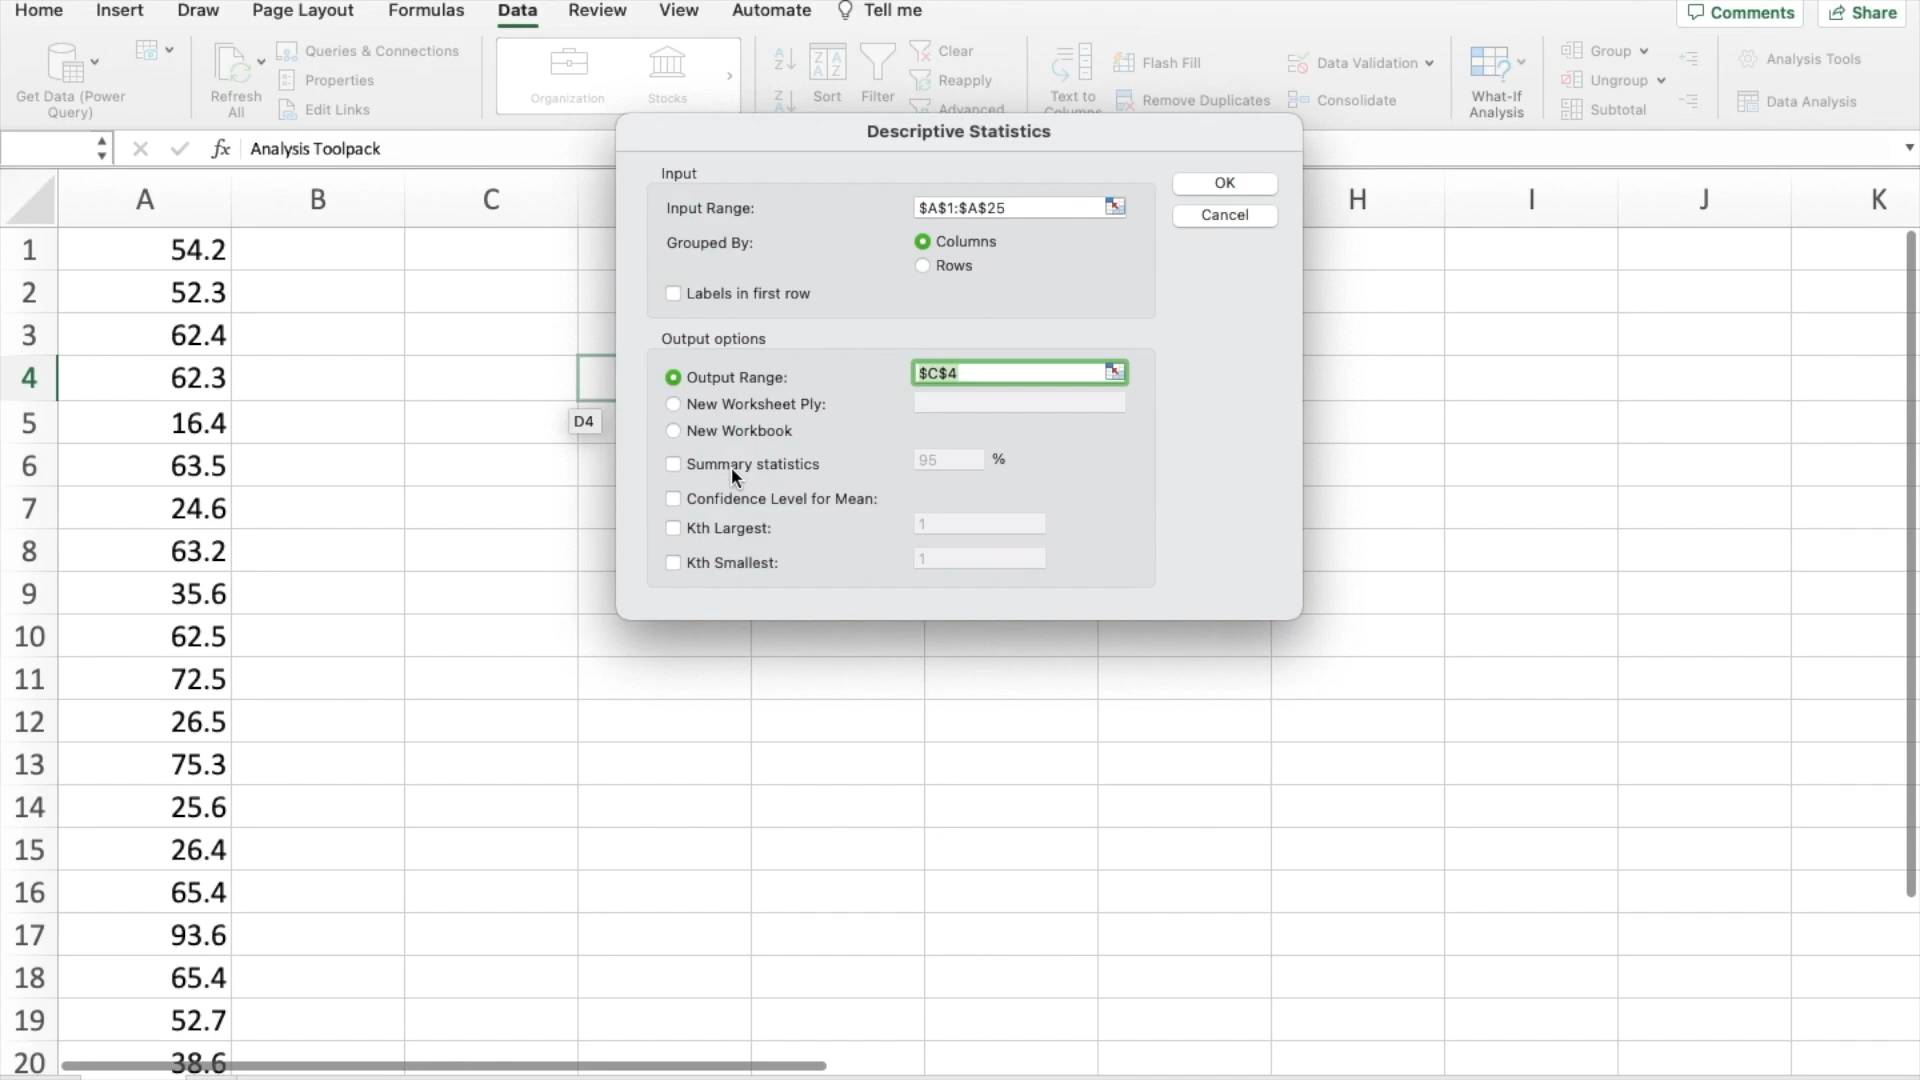 Home Insert Draw Page Layout Formulas Data Review View Automate Tell me Comments Share
Get Data (Power Query)
Refresh All
Queries & Connections
Properties
Edit Links
Organization
Stocks
Sort
Filter
Clear
Reapply
Advanced
Text to Columns
Flash Fill
Remove Duplicates
Data Validation
Consolidate
What-If Analysis
Group
Ungroup
Subtotal
Analysis Tools
Data Analysis
fx Analysis Toolpack
A B C H I J K
1 54.2
2 52.3
3 62.4
4 62.3
5 16.4
6 63.5
7 24.6
8 63.2
9 35.6
10 62.5
11 72.5
12 26.5
13 75.3
14 25.6
15 26.4
16 65.4
17 93.6
18 65.4
19 52.7
20 38.6
D4
Descriptive Statistics
Input
Input Range: $A$1:$A$25
Grouped By: Columns
Rows
Labels in first row
OK
Cancel
Output options
Output Range: $C$4
New Worksheet Ply:
New Workbook
Summary statistics 95 %
Confidence Level for Mean:
Kth Largest: 1
Kth Smallest: 1